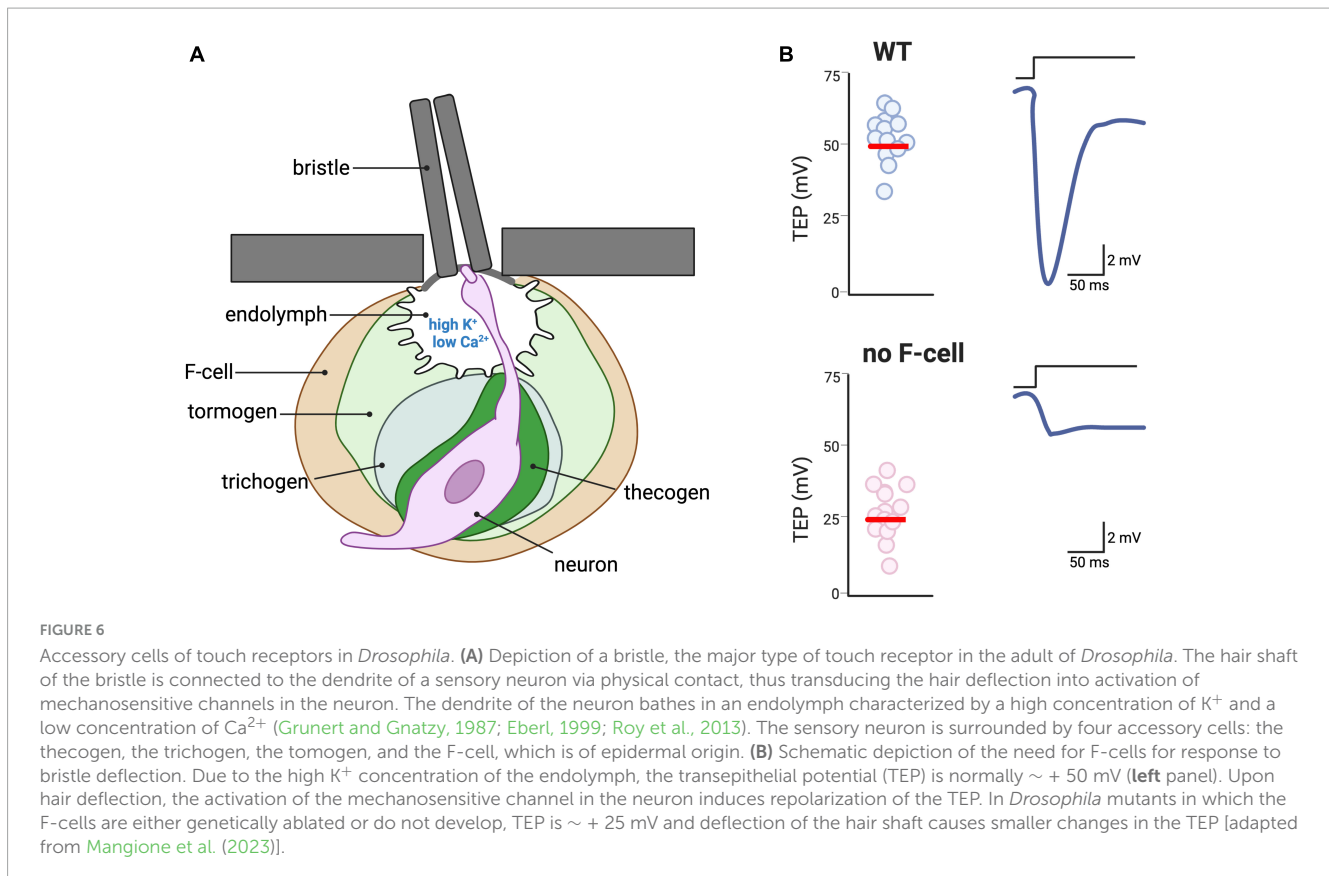 A
bristle
endolymph
high K⁺
low Ca²⁺
F-cell
tormogen
trichogen
thecogen
neuron
B
WT
75
50
25
0
TEP (mV)
2 mV
50 ms
no F-cell
75
50
25
0
TEP (mV)
2 mV
50 ms
FIGURE 6
Accessory cells of touch receptors in Drosophila. (A) Depiction of a bristle, the major type of touch receptor in the adult of Drosophila. The hair shaft
of the bristle is connected to the dendrite of a sensory neuron via physical contact, thus transducing the hair deflection into activation of
mechanosensitive channels in the neuron. The dendrite of the neuron bathes in an endolymph characterized by a high concentration of K⁺ and a
low concentration of Ca²⁺ (Grunert and Gnatzy, 1987; Eberl, 1999; Roy et al., 2013). The sensory neuron is surrounded by four accessory cells: the
thecogen, the trichogen, the tomogen, and the F-cell, which is of epidermal origin. (B) Schematic depiction of the need for F-cells for response to
bristle deflection. Due to the high K⁺ concentration of the endolymph, the transepithelial potential (TEP) is normally ∼ + 50 mV (left panel). Upon
hair deflection, the activation of the mechanosensitive channel in the neuron induces repolarization of the TEP. In Drosophila mutants in which the
F-cells are either genetically ablated or do not develop, TEP is ∼ + 25 mV and deflection of the hair shaft causes smaller changes in the TEP [adapted
from Mangione et al. (2023)].